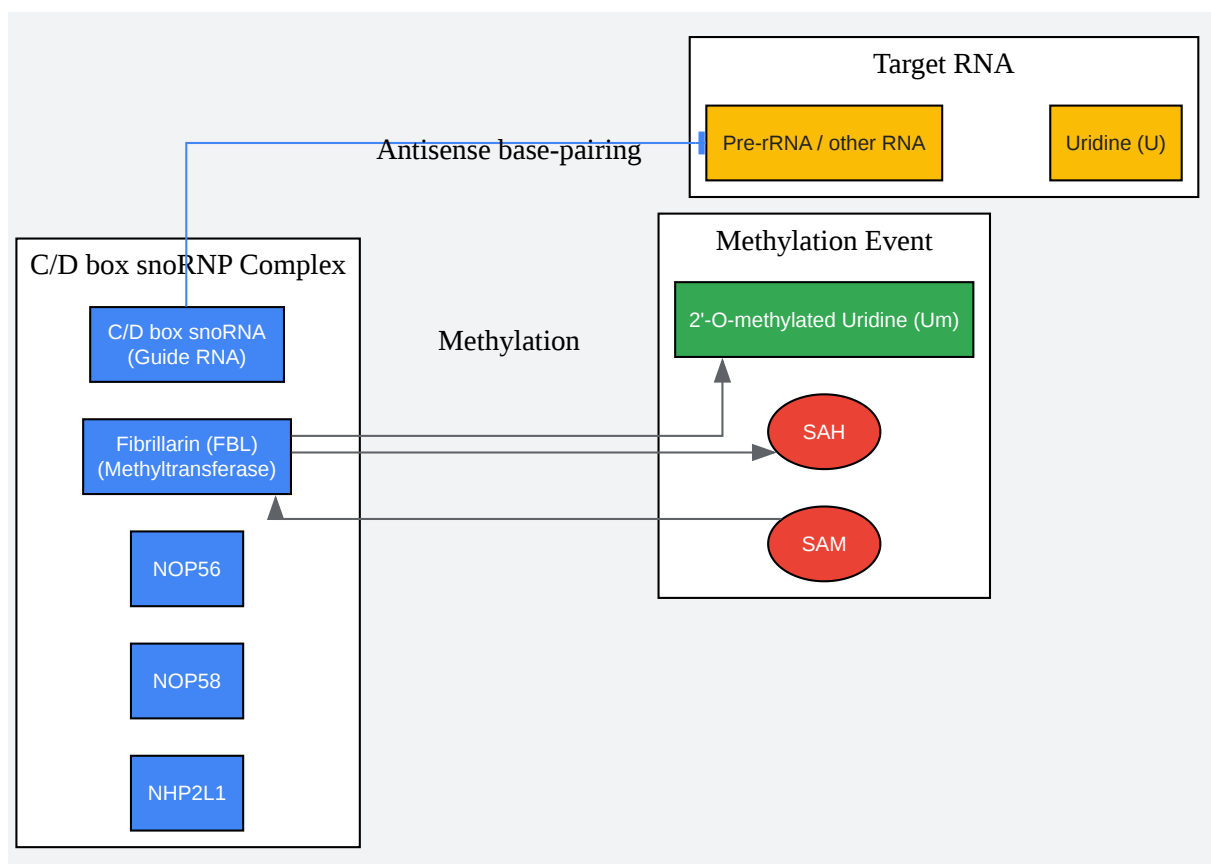 Target RNA
Pre-rRNA / other RNA
Uridine (U)
Antisense base-pairing
Methylation Event
2'-O-methylated Uridine (Um)
SAH
SAM
Methylation
C/D box snoRNP Complex
C/D box snoRNA
(Guide RNA)
Fibrillarin (FBL)
(Methyltransferase)
NOP56
NOP58
NHP2L1